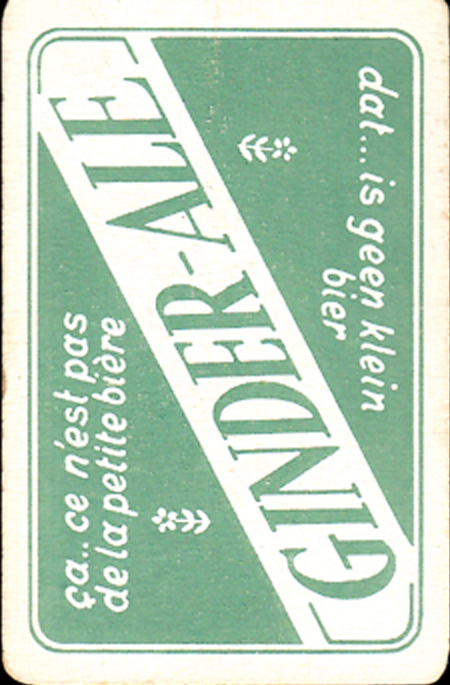 GINDER-ALE
dat... is geen klein
bier
ça.. ce n'est pas
de la petite bière